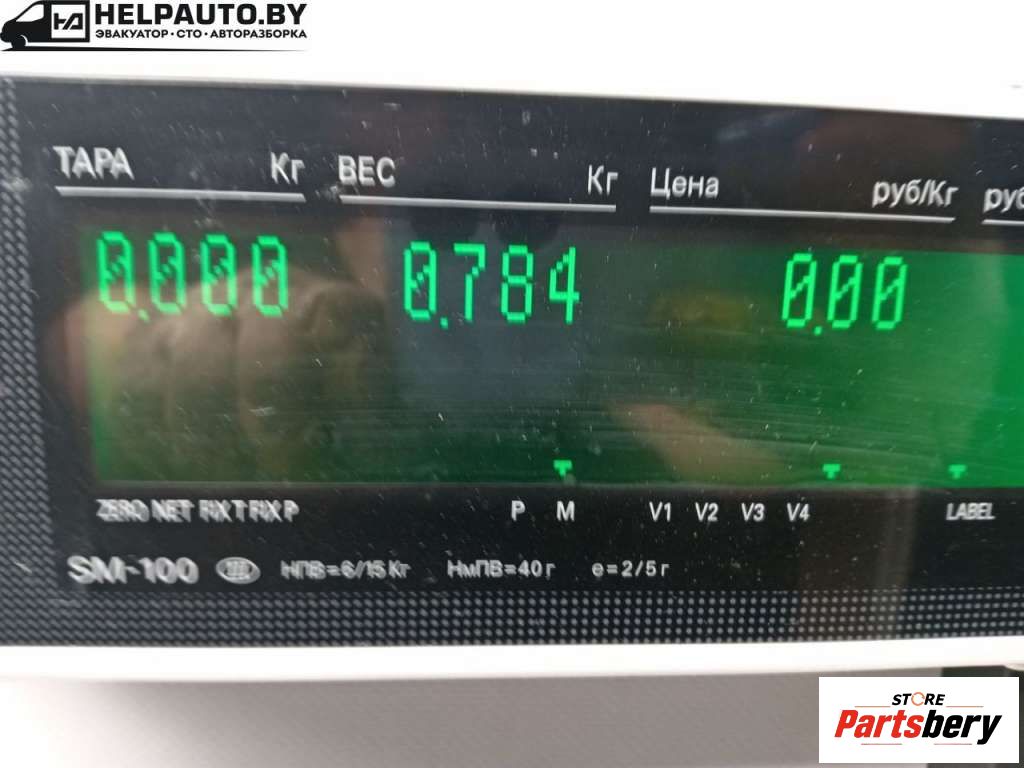 HELPAUTO.BY
ЭВАКУАТОР • СТО • АВТОРАЗБОРКА
ТАРА Кг ВЕС Кг Цена руб/Кг руб
0.000 0.784 0.00
ZERO NET FIX T FIX P P M V1 V2 V3 V4 LABEL
SM-100 НПВ=6/15 Кг НмПВ=40 г e=2/5 г
STORE
Partsbery